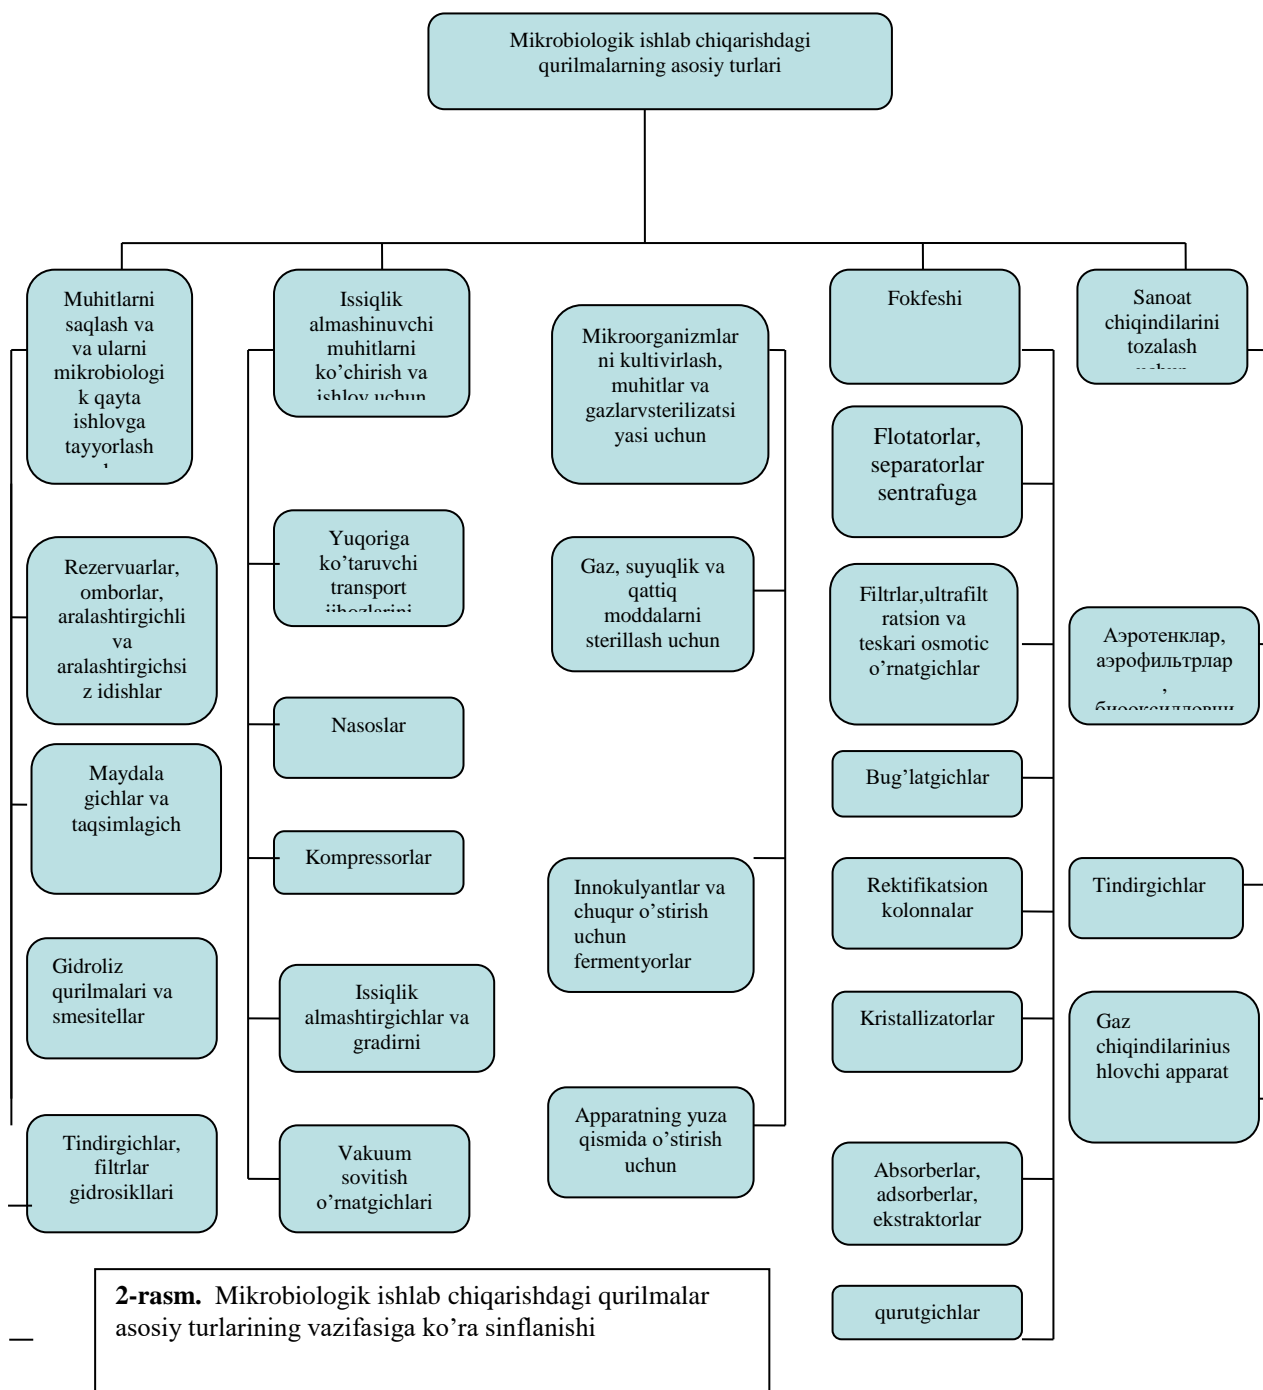 Mikrobiologik ishlab chiqarishdagi
qurilmalarning asosiy turlari
Muhitlarni
saqlash va
va ularni
mikrobiologi
k qayta
ishlovga
tayyorlash
Rezervuarlar,
omborlar,
aralashtirgichli
va
aralashtirgichsi
z idishlar
Maydala
gichlar va
taqsimlagich
Gidroliz
qurilmalari va
smesitellar
Tindirgichlar,
filtrlar
gidrosikllari
Issiqlik
almashinuvchi
muhitlarni
ko’chirish va
ishlov uchun
Yuqoriga
ko’taruvchi
transport
jihozlarini
Nasoslar
Kompressorlar
Issiqlik
almashtirgichlar va
gradirni
Vakuum
sovitish
o’rnatgichlari
Mikroorganizmlar
ni kultivirlash,
muhitlar va
gazlarvsterilizatsi
yasi uchun
Gaz, suyuqlik va
qattiq
moddalarni
sterillash uchun
Innokulyantlar va
chuqur o’stirish
uchun
fermentyorlar
Apparatning yuza
qismida o’stirish
uchun
Fokfeshi
Flotatorlar,
separatorlar
sentrafuga
Filtrlar,ultrafilt
ratsion va
teskari osmotic
o’rnatgichlar
Bug’latgichlar
Rektifikatsion
kolonnalar
Kristallizatorlar
Absorberlar,
adsorberlar,
ekstraktorlar
qurutgichlar
Sanoat
chiqindilarini
tozalash
uchun
Аэротенклар,
аэрофильтрлар
,
Tindirgichlar
Gaz
chiqindilarinius
hlovchi apparat
2-rasm. Mikrobiologik ishlab chiqarishdagi qurilmalar
asosiy turlarining vazifasiga ko’ra sinflanishi